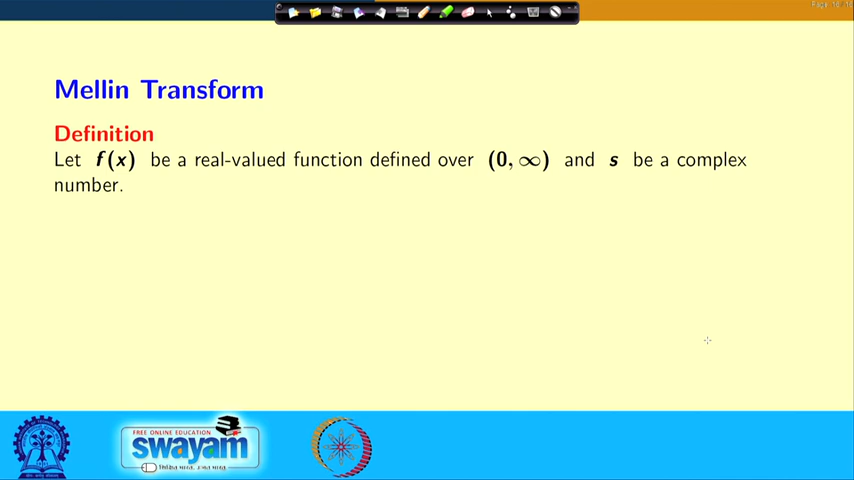 Mellin Transform
Definition
Let f(x) be a real-valued function defined over (0, ∞) and s be a complex
number.
FREE ONLINE EDUCATION
swayam